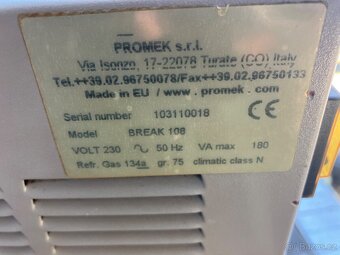 PROMEK s.r.l.
Via Isonzo, 17-22078 Turate (CO) Italy
Tel.++39.02.96750078/Fax++39.02.96750133
Made in EU / www . promek . com
Serial number 103110018 CE
Model BREAK 108
VOLT 230 50 Hz VA max 180
Refr. Gas 134a gr. 75 climatic class N